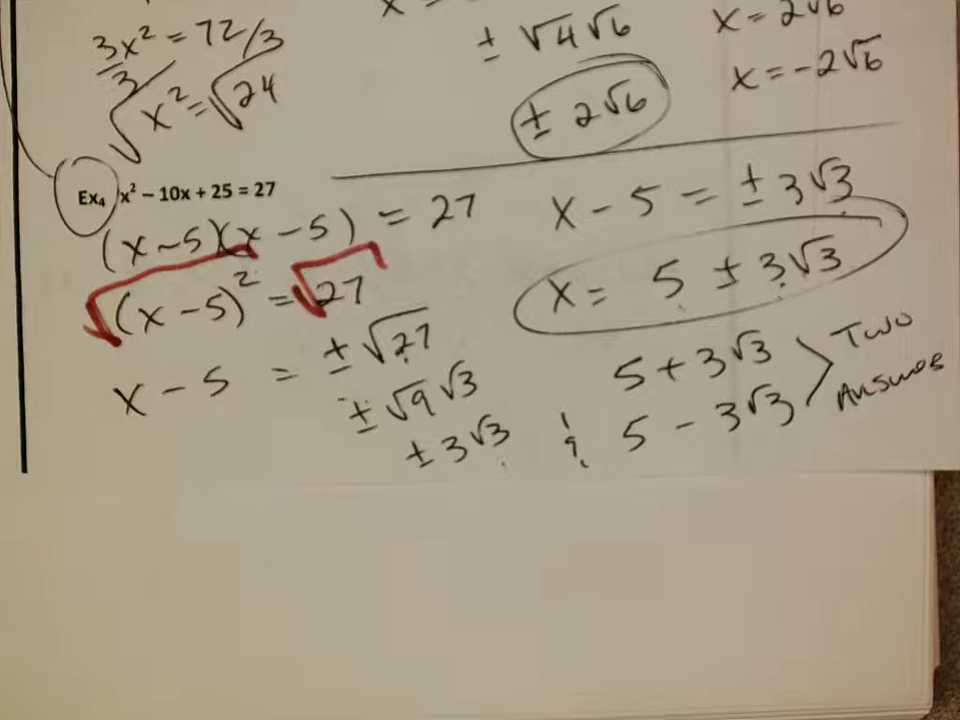 3x² = 72/3
3
√x² = √24
x =
± √4 √6
± 2√6
x = 2√6
x = -2√6
Ex₄ x² – 10x + 25 = 27
(x - 5)(x - 5) = 27
√(x - 5)² = √27
x - 5 = ± √27
± √9 √3
± 3√3
x - 5 = ± 3√3
x = 5 ± 3√3
5 + 3√3
5 - 3√3
Two
Answers